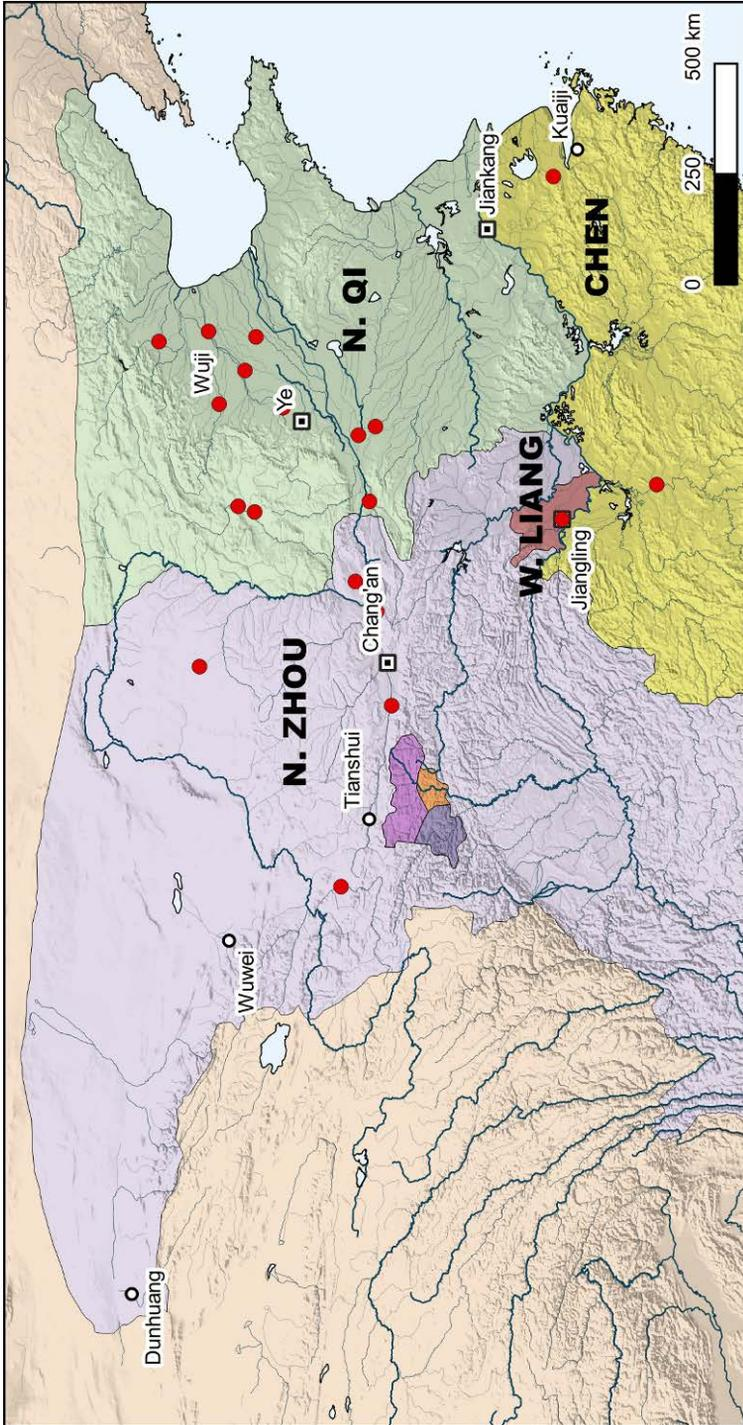 Dunhuang
Wuwei
Tianshui
N. ZHOU
Chang'an
Wuji
Ye
N. QI
Jiankang
Kuaiji
CHEN
W. LIANG
Jiangling
0 250 500 km